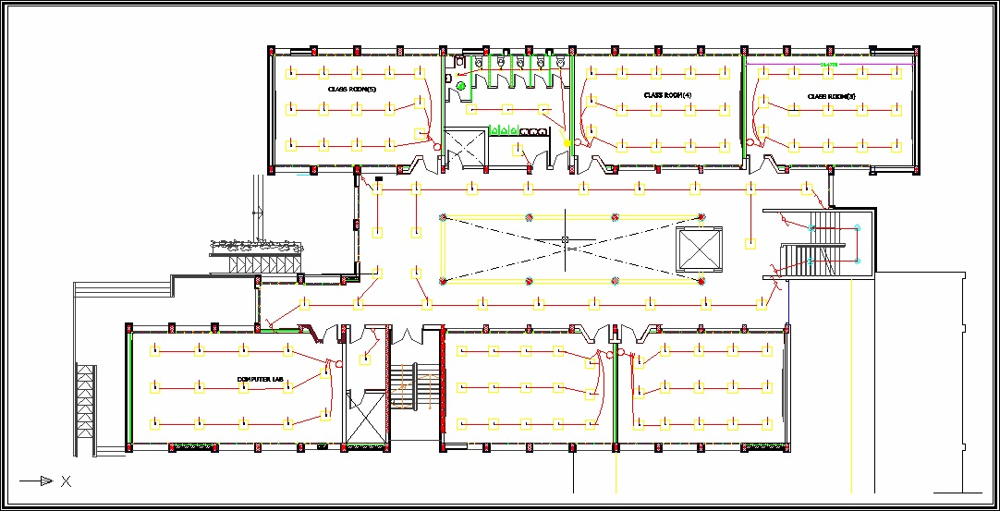 CLASS ROOM(5)
CLASS ROOM(4)
CLASS ROOM(3)
COMPUTER LAB
X